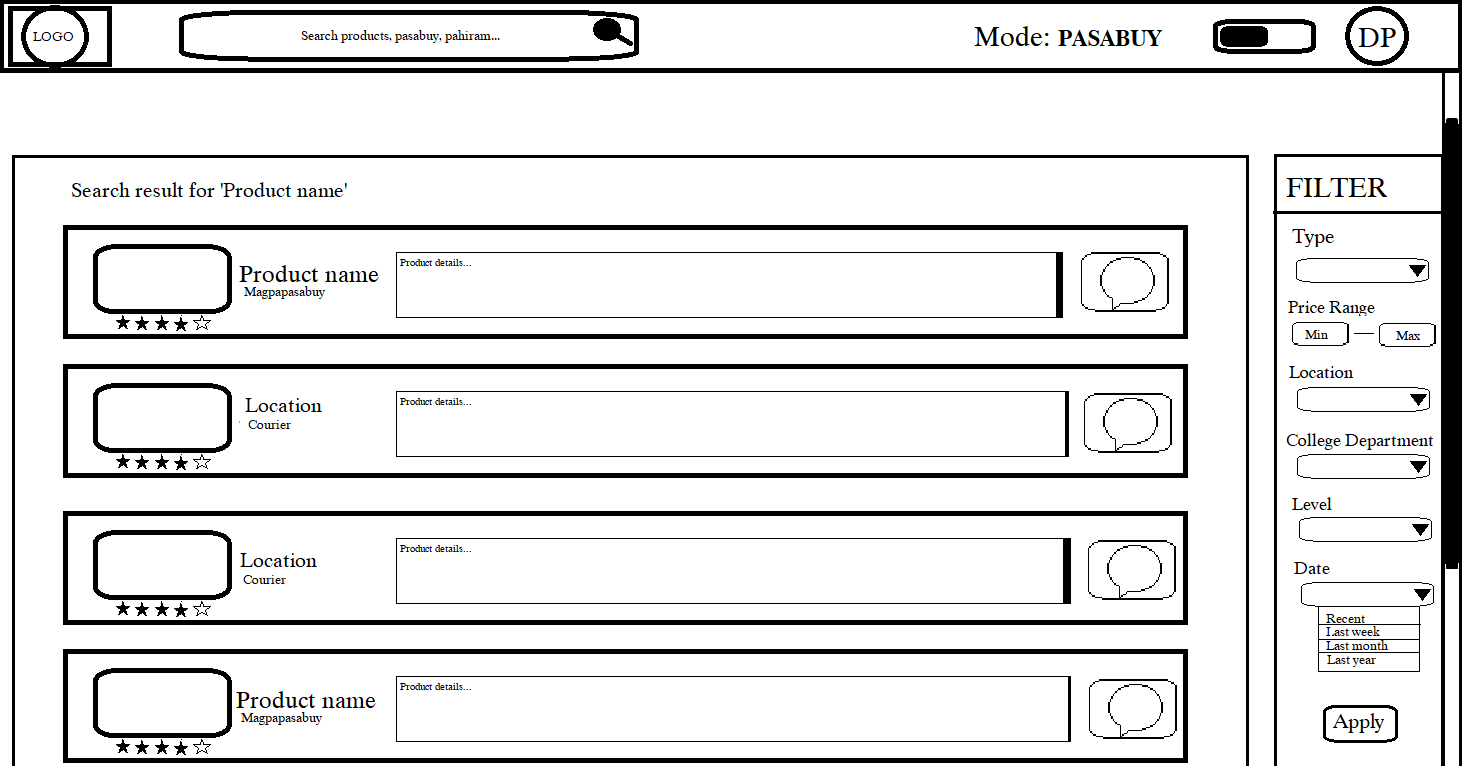 LOGO
Search products, pasabuy, pahiram...
Mode: PASABUY
DP
Search result for 'Product name'
Product name
Magpapasabuy
Product details...
Location
Courier
Product details...
Location
Courier
Product details...
Product name
Magpapasabuy
Product details...
FILTER
Type
Price Range
Min — Max
Location
College Department
Level
Date
Recent
Last week
Last month
Last year
Apply